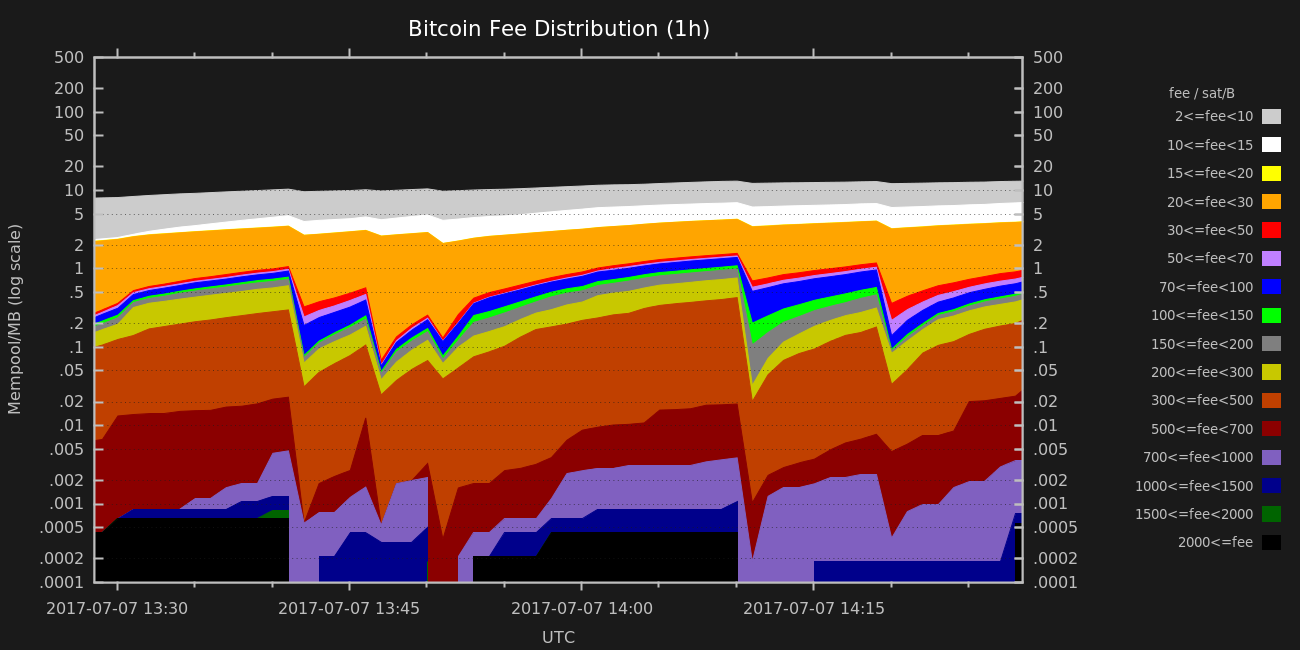 Bitcoin Fee Distribution (1h)
500
200
100
50
20
10
5
2
1
.5
.2
.1
.05
.02
.01
.005
.002
.001
.0005
.0002
.0001
Mempool/MB (log scale)
500
200
100
50
20
10
5
2
1
.5
.2
.1
.05
.02
.01
.005
.002
.001
.0005
.0002
.0001
2017-07-07 13:30 2017-07-07 13:45 2017-07-07 14:00 2017-07-07 14:15
UTC
fee / sat/B
2<=fee<10
10<=fee<15
15<=fee<20
20<=fee<30
30<=fee<50
50<=fee<70
70<=fee<100
100<=fee<150
150<=fee<200
200<=fee<300
300<=fee<500
500<=fee<700
700<=fee<1000
1000<=fee<1500
1500<=fee<2000
2000<=fee